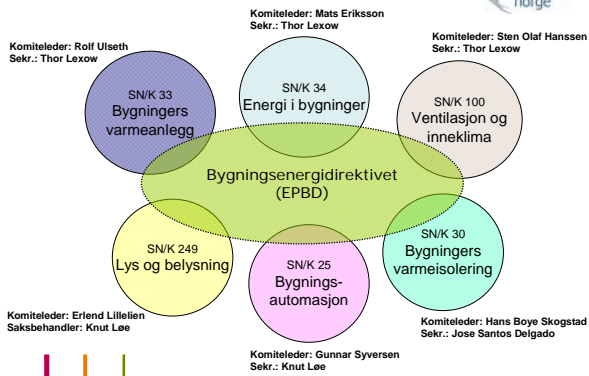 norge
Komiteleder: Mats Eriksson
Sekr.: Thor Lexow
Komiteleder: Rolf Ulseth
Sekr.: Thor Lexow
Komiteleder: Sten Olaf Hanssen
Sekr.: Thor Lexow
SN/K 33
Bygningers
varmeanlegg
SN/K 34
Energi i bygninger
SN/K 100
Ventilasjon og
inneklima
Bygningsenergidirektivet
(EPBD)
SN/K 249
Lys og belysning
SN/K 25
Bygnings-
automasjon
SN/K 30
Bygningers
varmeisolering
Komiteleder: Erlend Lillelien
Saksbehandler: Knut Løe
Komiteleder: Gunnar Syversen
Sekr.: Knut Løe
Komiteleder: Hans Boye Skogstad
Sekr.: Jose Santos Delgado